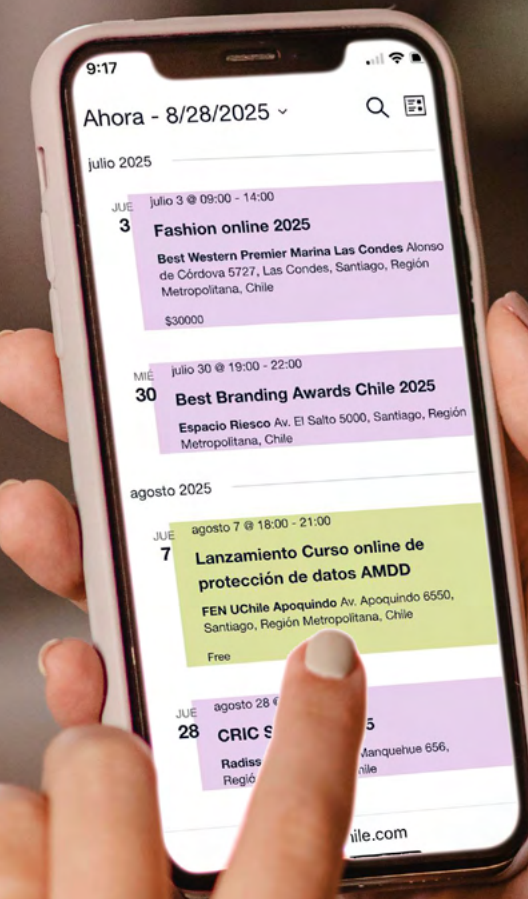 9:17
Ahora - 8/28/2025
julio 2025
JUE
3
julio 3 @ 09:00 - 14:00
Fashion online 2025
Best Western Premier Marina Las Condes Alonso
de Córdova 5727, Las Condes, Santiago, Región
Metropolitana, Chile
$30000
MIÉ
30
julio 30 @ 19:00 - 22:00
Best Branding Awards Chile 2025
Espacio Riesco Av. El Salto 5000, Santiago, Región
Metropolitana, Chile
agosto 2025
JUE
7
agosto 7 @ 18:00 - 21:00
Lanzamiento Curso online de
protección de datos AMDD
FEN UChile Apoquindo Av. Apoquindo 6550,
Santiago, Región Metropolitana, Chile
Free
JUE
28
agosto 28
CRIC
Manquehue 656,